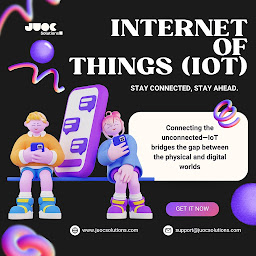 JUOC
Solutions
INTERNET
OF
THINGS (IOT)
STAY CONNECTED, STAY AHEAD.
Connecting the
unconnected—IoT
bridges the gap between
the physical and digital
worlds
GET IT NOW
www.juocsolutions.com
support@juocsolutions.com